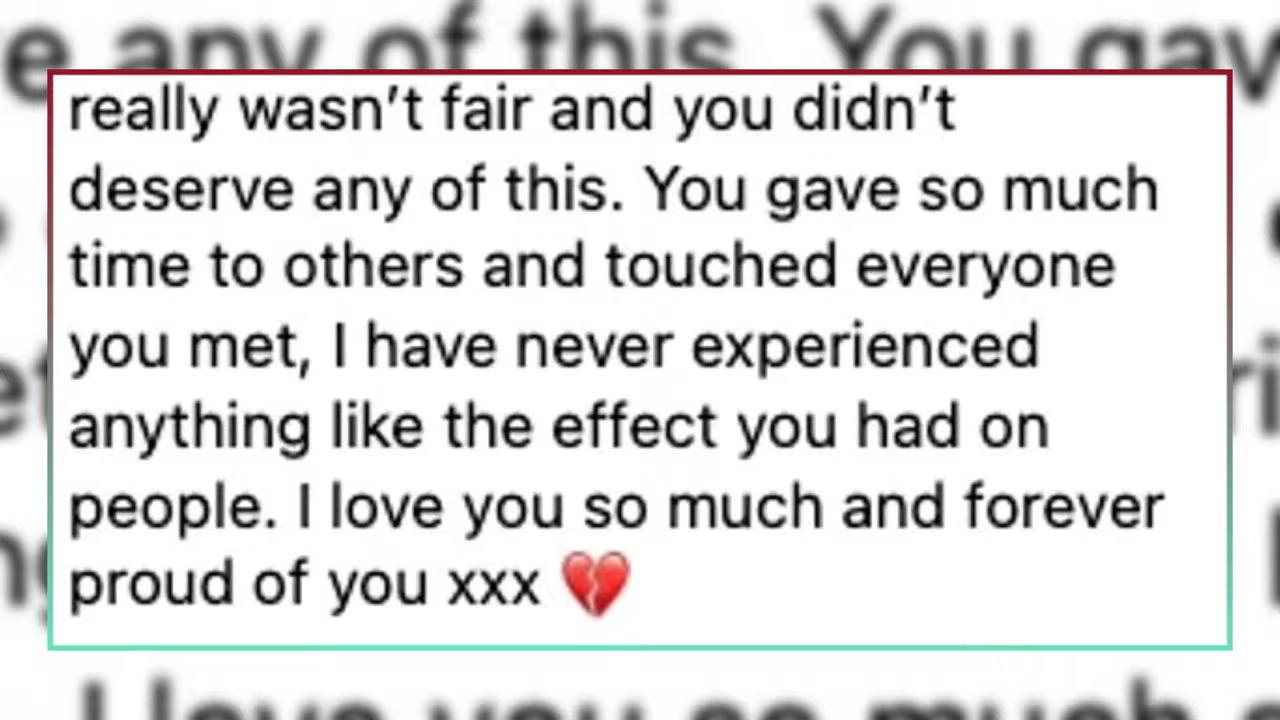 really wasn’t fair and you didn’t
deserve any of this. You gave so much
time to others and touched everyone
you met, I have never experienced
anything like the effect you had on
people. I love you so much and forever
proud of you xxx 💔